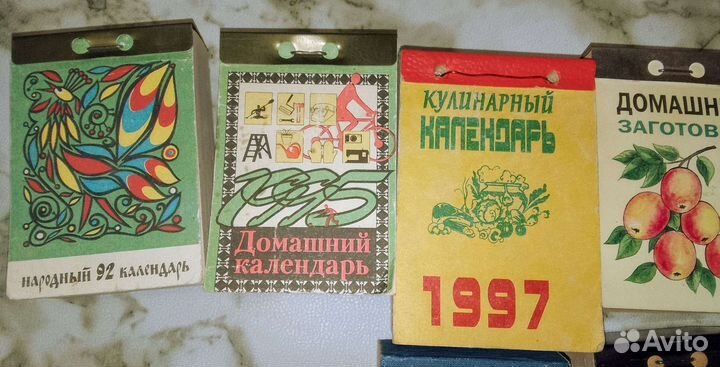 народный 92 календарь
1995
Домашний
календарь
КУЛИНАРНЫЙ
КАЛЕНДАРЬ
1997
ДОМАШН
ЗАГОТОВ
Avito